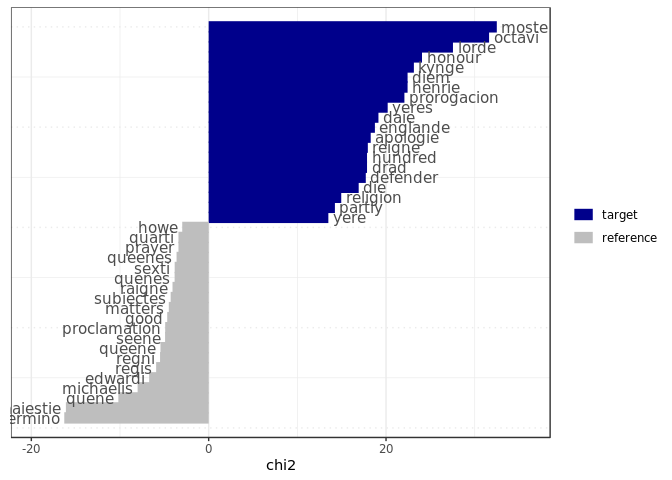 moste
octavi
lorde
honour
kynge
diem
henrie
prorogacion
yeres
daie
englande
apologie
reigne
hundred
drad
defender
die
religion
partly
yere
howe
quarti
prayer
queenes
sexti
quenes
raigne
subiectes
matters
good
proclamation
seene
queene
regni
regis
edwardi
michaelis
quene
aiestie
ermino
-20 0 20
chi2
target
reference